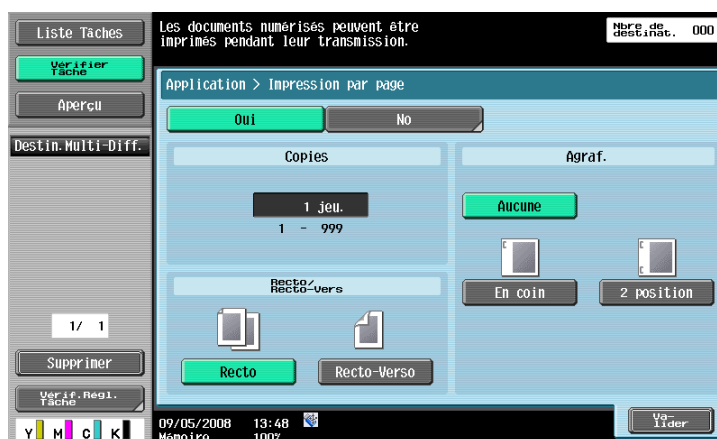 Liste Tâches
Les documents numérisés peuvent être
imprimés pendant leur transmission.
Nbre de
destinat.
000
Vérifier
Tâche
Aperçu
Application > Impression par page
Oui
No
Destin.Multi-Diff.
Copies
Agraf.
1 jeu.
1 - 999
Aucune
Recto/
Recto-Vers
En coin
2 position
1/ 1
Supprimer
Recto
Recto-Verso
Vérif.Régl.
Tâche
Y M C K
09/05/2008 13:48
Mémoire 100%
Va-
lider